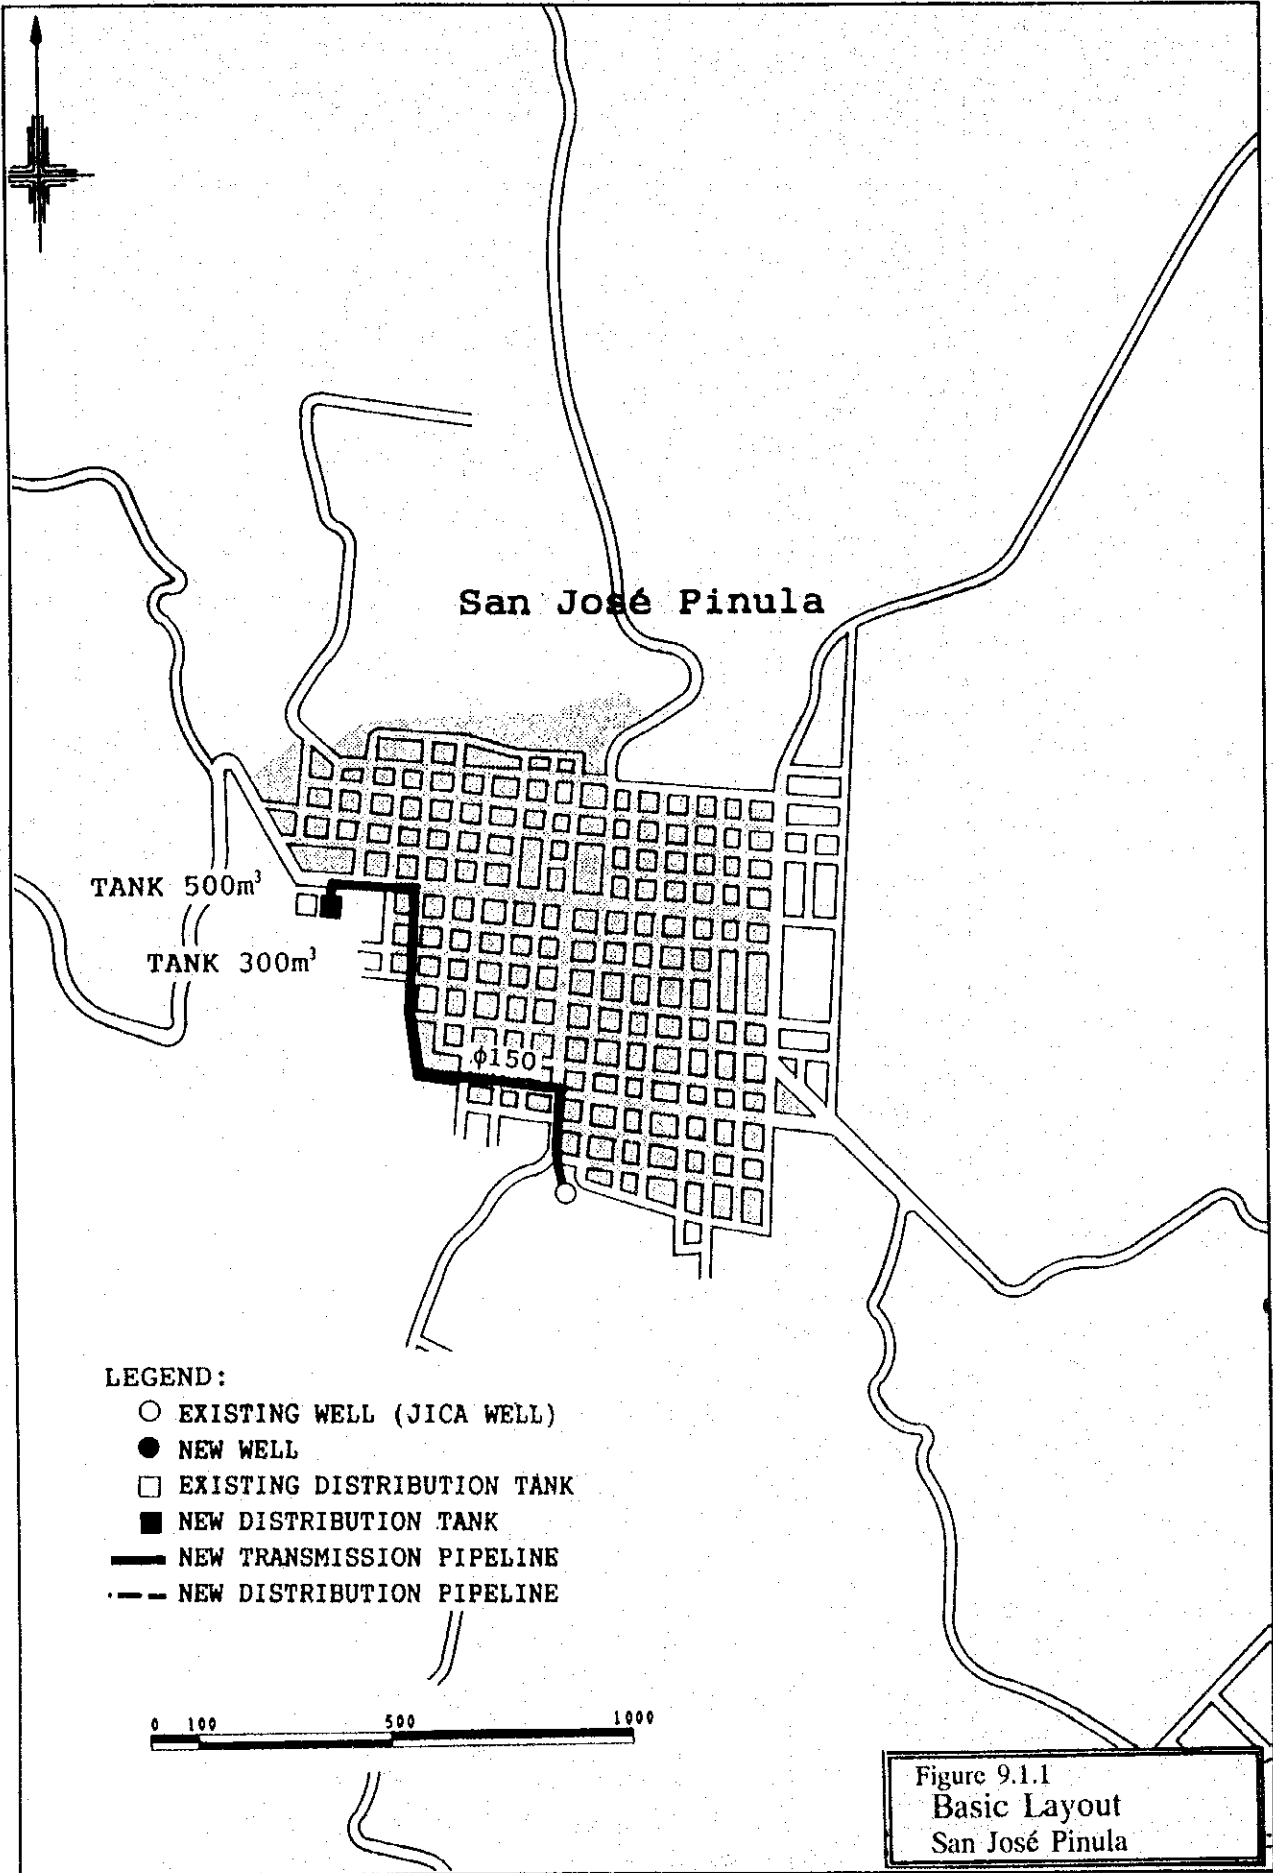 San José Pinula
TANK 500m³
TANK 300m³
φ150
LEGEND:
EXISTING WELL (JICA WELL)
NEW WELL
EXISTING DISTRIBUTION TANK
NEW DISTRIBUTION TANK
NEW TRANSMISSION PIPELINE
NEW DISTRIBUTION PIPELINE
0 100 500 1000
Figure 9.1.1
Basic Layout
San José Pinula